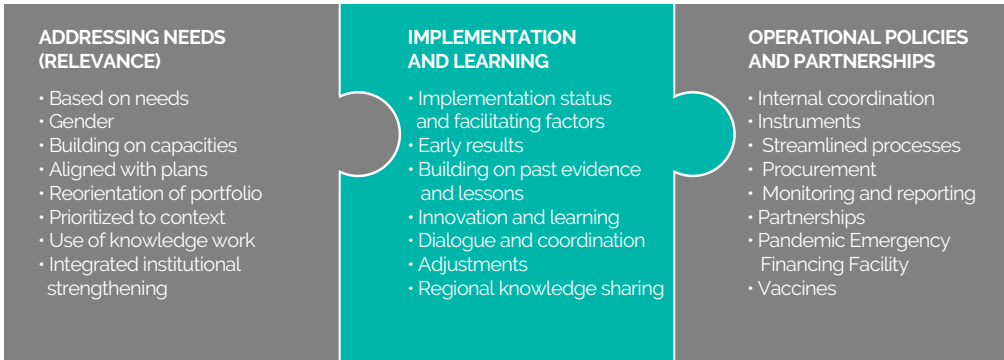 ADDRESSING NEEDS
(RELEVANCE)
• Based on needs
• Gender
• Building on capacities
• Aligned with plans
• Reorientation of portfolio
• Prioritized to context
• Use of knowledge work
• Integrated institutional
strengthening
IMPLEMENTATION
AND LEARNING
• Implementation status
and facilitating factors
• Early results
• Building on past evidence
and lessons
• Innovation and learning
• Dialogue and coordination
• Adjustments
• Regional knowledge sharing
OPERATIONAL POLICIES
AND PARTNERSHIPS
• Internal coordination
• Instruments
• Streamlined processes
• Procurement
• Monitoring and reporting
• Partnerships
• Pandemic Emergency
Financing Facility
• Vaccines